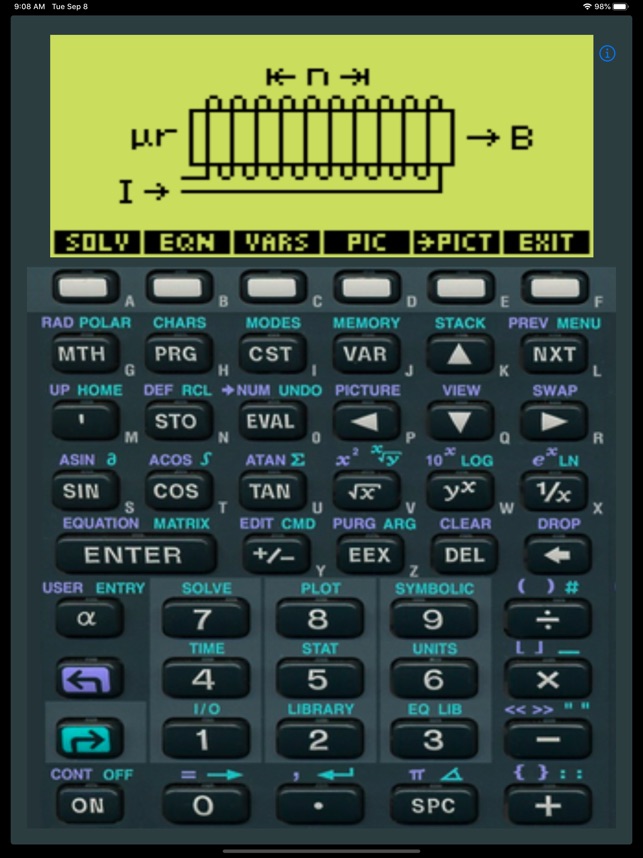 9:08 AM Tue Sep 8 98%
n
μr → B
I →
SOLV EQN VARS PIC →PICT EXIT
A B C D E F
RAD POLAR CHARS MODES MEMORY STACK PREV MENU
MTH G PRG H CST I VAR J ▲ K NXT L
UP HOME DEF RCL →NUM UNDO PICTURE VIEW SWAP
' M STO N EVAL O ◀ P ▼ Q ▶ R
ASIN ∂ ACOS ∫ ATAN Σ x² ˣ√y 10ˣ LOG eˣ LN
SIN S COS T TAN U √x V yˣ W 1/x X
EQUATION MATRIX EDIT CMD PURG ARG CLEAR DROP
ENTER +/− Y EEX Z DEL ←
USER ENTRY SOLVE PLOT SYMBOLIC ( ) #
α 7 8 9 ÷
TIME STAT UNITS [ ] _
4 5 6 ×
I/O LIBRARY EQ LIB << >> " "
1 2 3 −
CONT OFF = → , ↵ π ∡ { } : :
ON 0 . SPC +